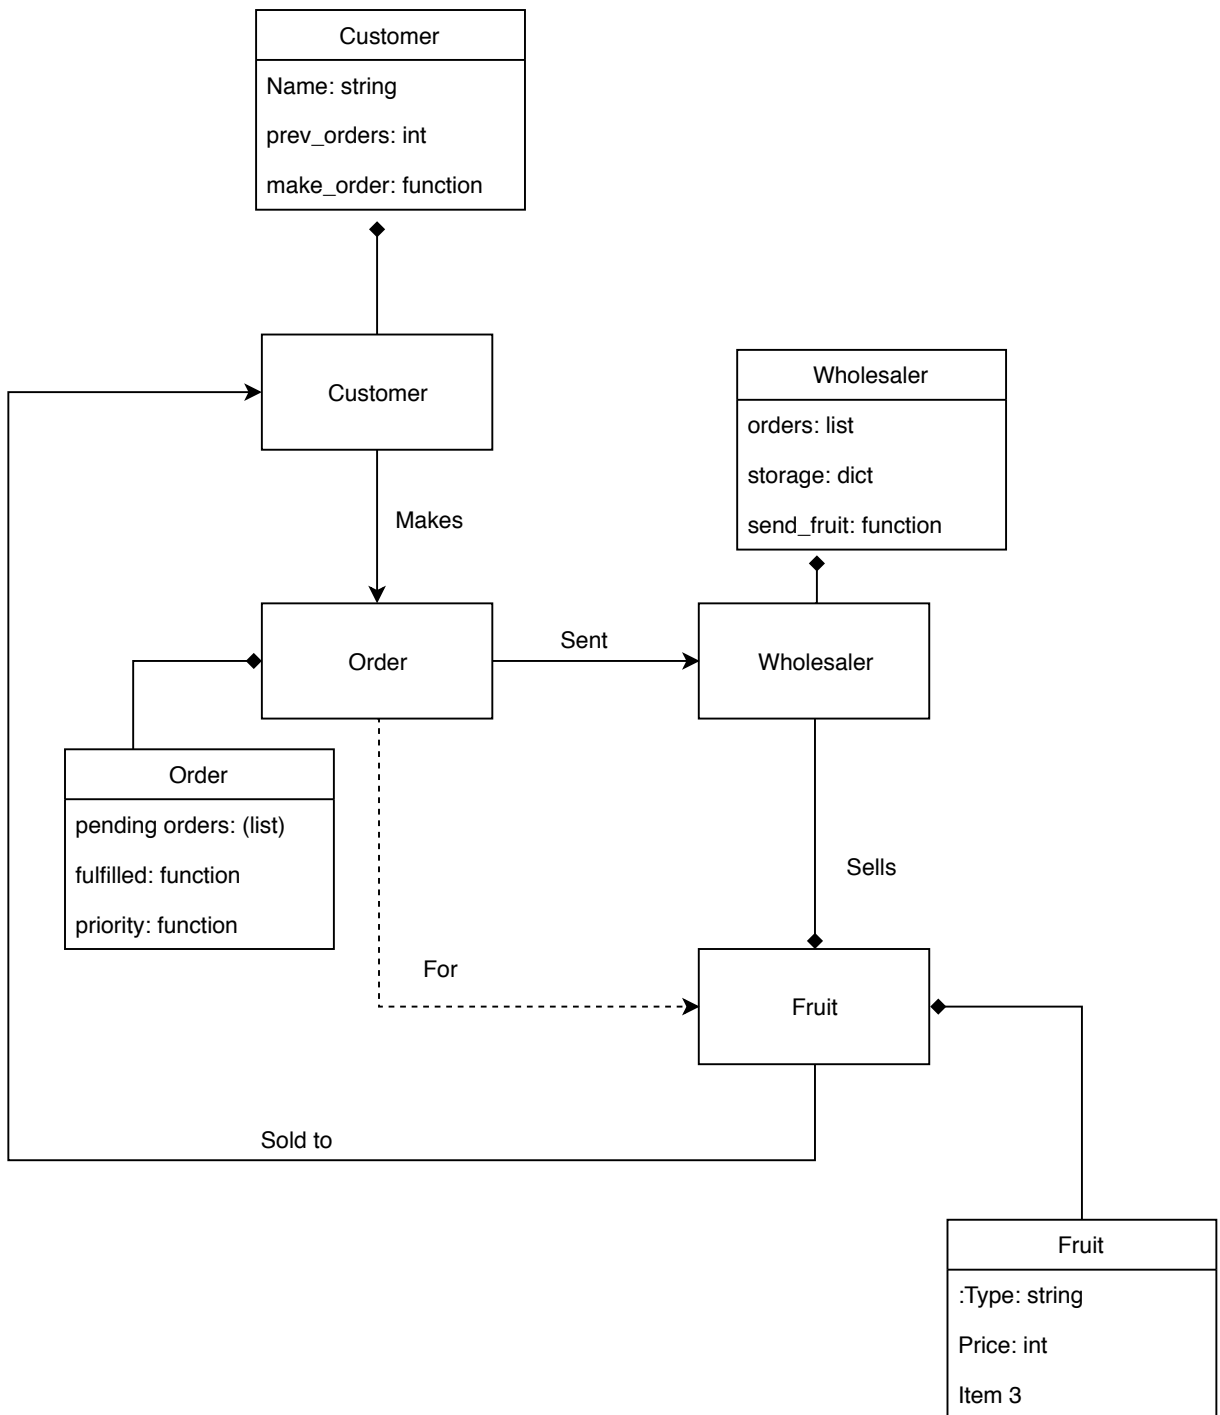 Customer
Name: string
prev_orders: int
make_order: function
Customer
Makes
Wholesaler
orders: list
storage: dict
send_fruit: function
Order
Sent
Wholesaler
Order
pending orders: (list)
fulfilled: function
priority: function
Sells
For
Fruit
Sold to
Fruit
:Type: string
Price: int
Item 3